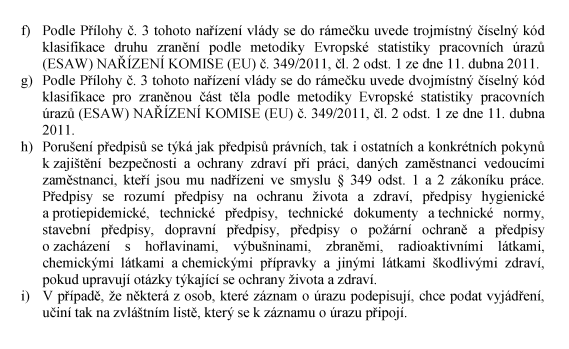 f) Podle Přílohy č. 3 tohoto nařízení vlády se do rámečku uvede trojmístný číselný kód
klasifikace druhu zranění podle metodiky Evropské statistiky pracovních úrazů
(ESAW) NAŘÍZENÍ KOMISE (EU) č. 349/2011, čl. 2 odst. 1 ze dne 11. dubna 2011.
g) Podle Přílohy č. 3 tohoto nařízení vlády se do rámečku uvede dvojmístný číselný kód
klasifikace pro zraněnou část těla podle metodiky Evropské statistiky pracovních
úrazů (ESAW) NAŘÍZENÍ KOMISE (EU) č. 349/2011, čl. 2 odst. 1 ze dne 11. dubna
2011.
h) Porušení předpisů se týká jak předpisů právních, tak i ostatních a konkrétních pokynů
k zajištění bezpečnosti a ochrany zdraví při práci, daných zaměstnanci vedoucími
zaměstnanci, kteří jsou mu nadřízeni ve smyslu § 349 odst. 1 a 2 zákoníku práce.
Předpisy se rozumí předpisy na ochranu života a zdraví, předpisy hygienické
a protiepidemické, technické předpisy, technické dokumenty a technické normy,
stavební předpisy, dopravní předpisy, předpisy o požární ochraně a předpisy
o zacházení s hořlavinami, výbušninami, zbraněmi, radioaktivními látkami,
chemickými látkami a chemickými přípravky a jinými látkami škodlivými zdraví,
pokud upravují otázky týkající se ochrany života a zdraví.
i) V případě, že některá z osob, které záznam o úrazu podepisují, chce podat vyjádření,
učiní tak na zvláštním listě, který se k záznamu o úrazu připojí.